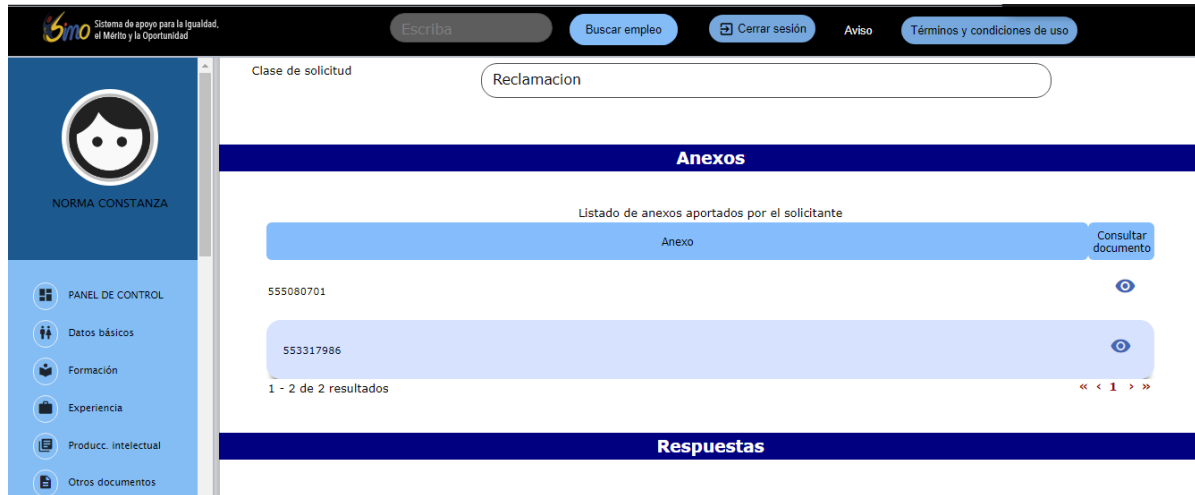 Simo Sistema de apoyo para la Igualdad,
el Mérito y la Oportunidad
Escriba
Buscar empleo
Cerrar sesión
Aviso
Términos y condiciones de uso
NORMA CONSTANZA
PANEL DE CONTROL
Datos básicos
Formación
Experiencia
Producc. intelectual
Otros documentos
Clase de solicitud
Reclamacion
Anexos
Listado de anexos aportados por el solicitante
Anexo
Consultar
documento
555080701
553317986
1 - 2 de 2 resultados
« ‹ 1 › »
Respuestas